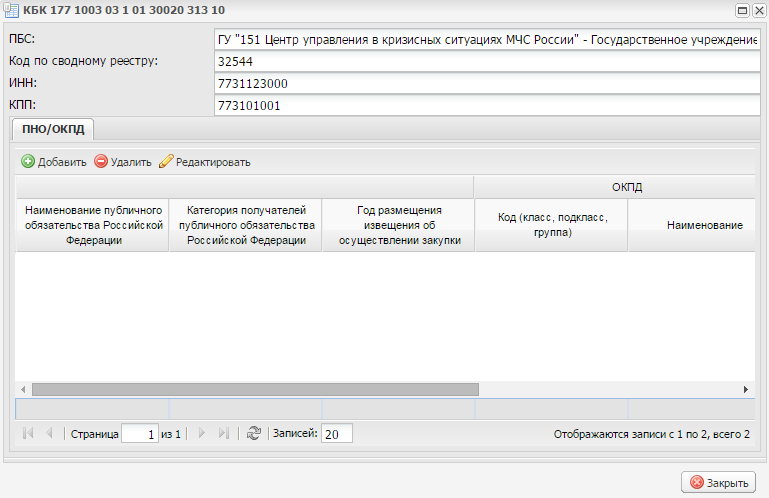 КБК 177 1003 03 1 01 30020 313 10
ПБС: ГУ "151 Центр управления в кризисных ситуациях МЧС России" - Государственное учреждение
Код по сводному реестру: 32544
ИНН: 7731123000
КПП: 773101001
ПНО/ОКПД
Добавить Удалить Редактировать
ОКПД
Наименование публичного обязательства Российской Федерации
Категория получателей публичного обязательства Российской Федерации
Год размещения извещения об осуществлении закупки
Код (класс, подкласс, группа)
Наименование
Страница 1 из 1 Записей: 20 Отображаются записи с 1 по 2, всего 2
Закрыть